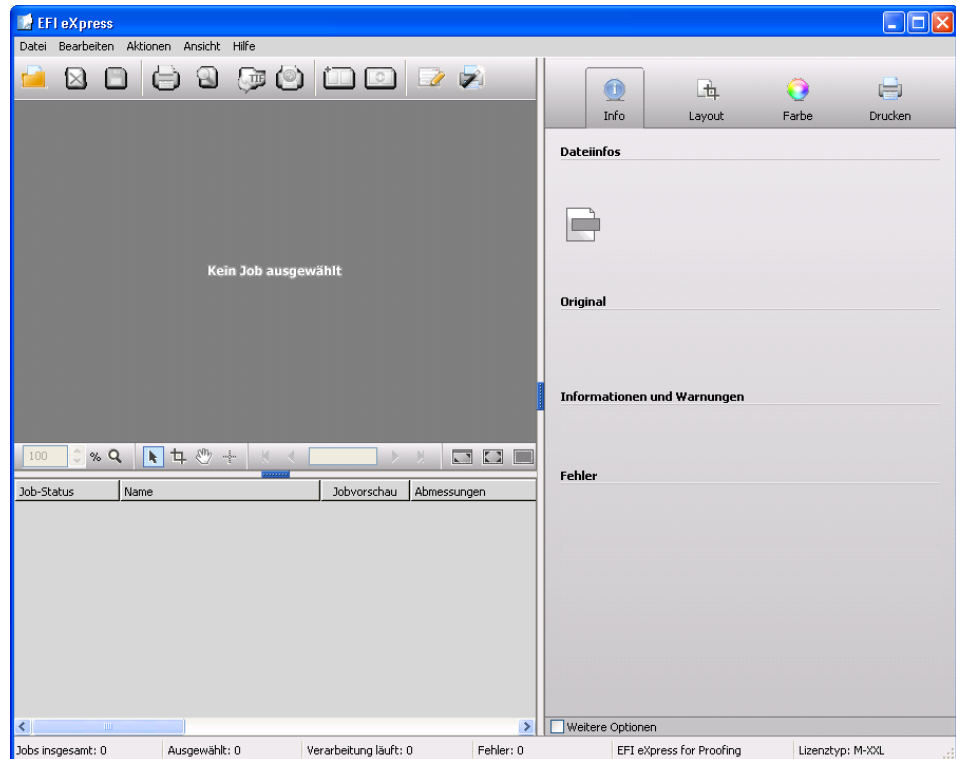 EFI eXpress
Datei Bearbeiten Aktionen Ansicht Hilfe
TIF
Info Layout Farbe Drucken
Dateiinfos
Kein Job ausgewählt
Original
Informationen und Warnungen
100 %
Fehler
Job-Status Name Jobvorschau Abmessungen
Weitere Optionen
Jobs insgesamt: 0 Ausgewählt: 0 Verarbeitung läuft: 0 Fehler: 0 EFI eXpress for Proofing Lizenztyp: M-XXL